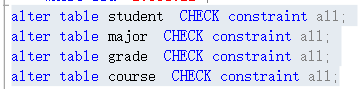 alter table student  CHECK constraint all;
alter table major  CHECK constraint all;
alter table grade  CHECK constraint all;
alter table course  CHECK constraint all;